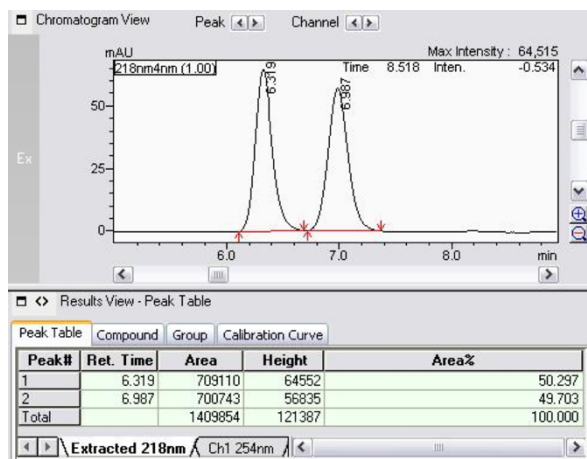 Chromatogram View Peak Channel
mAU Max Intensity : 64,515
218nm4nm (1.00) Time 8.518 Inten. -0.534
6.319
6.987
50
25
0
6.0 7.0 8.0 min
Ex
Results View - Peak Table
Peak Table Compound Group Calibration Curve
Peak# Ret. Time Area Height Area%
1 6.319 709110 64552 50.297
2 6.987 700743 56835 49.703
Total 1409854 121387 100.000
Extracted 218nm Ch1 254nm